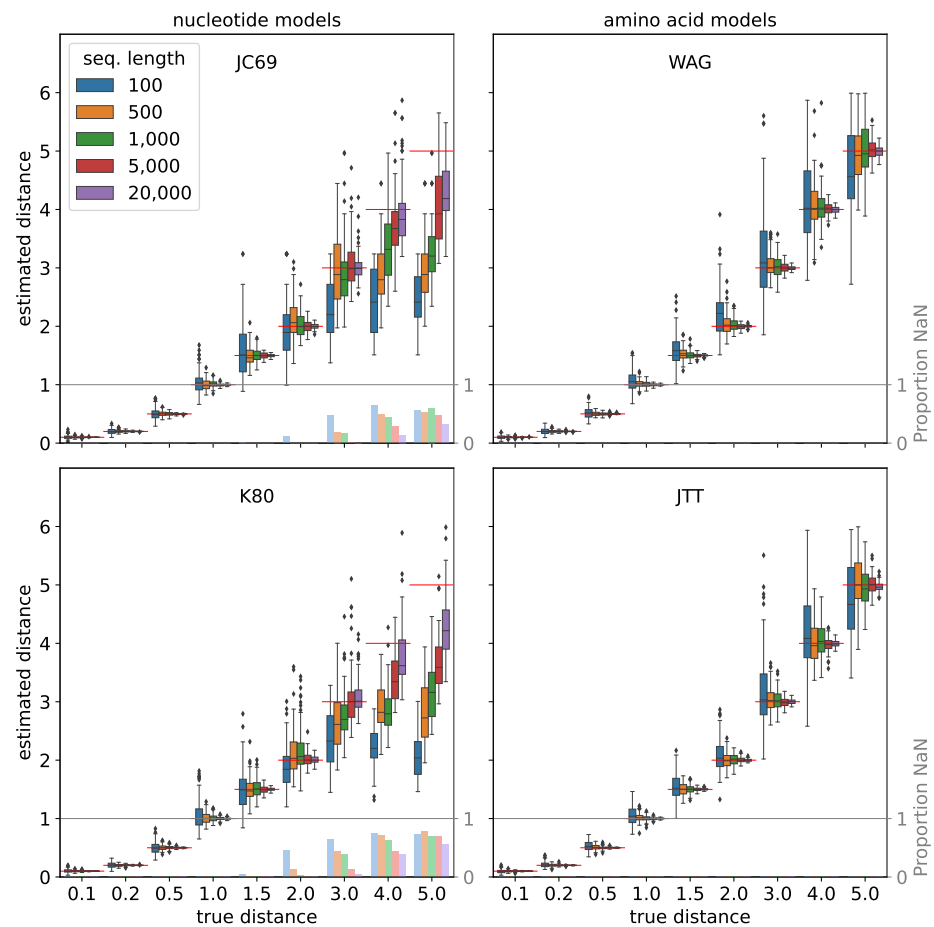 nucleotide models
amino acid models
JC69
WAG
seq. length
100
500
1,000
5,000
20,000
6
5
4
3
2
1
0
estimated distance
1
0
1
0
Proportion NaN
K80
JTT
6
5
4
3
2
1
0
estimated distance
1
0
1
0
Proportion NaN
0.1 0.2 0.5 1.0 1.5 2.0 3.0 4.0 5.0
0.1 0.2 0.5 1.0 1.5 2.0 3.0 4.0 5.0
true distance
true distance